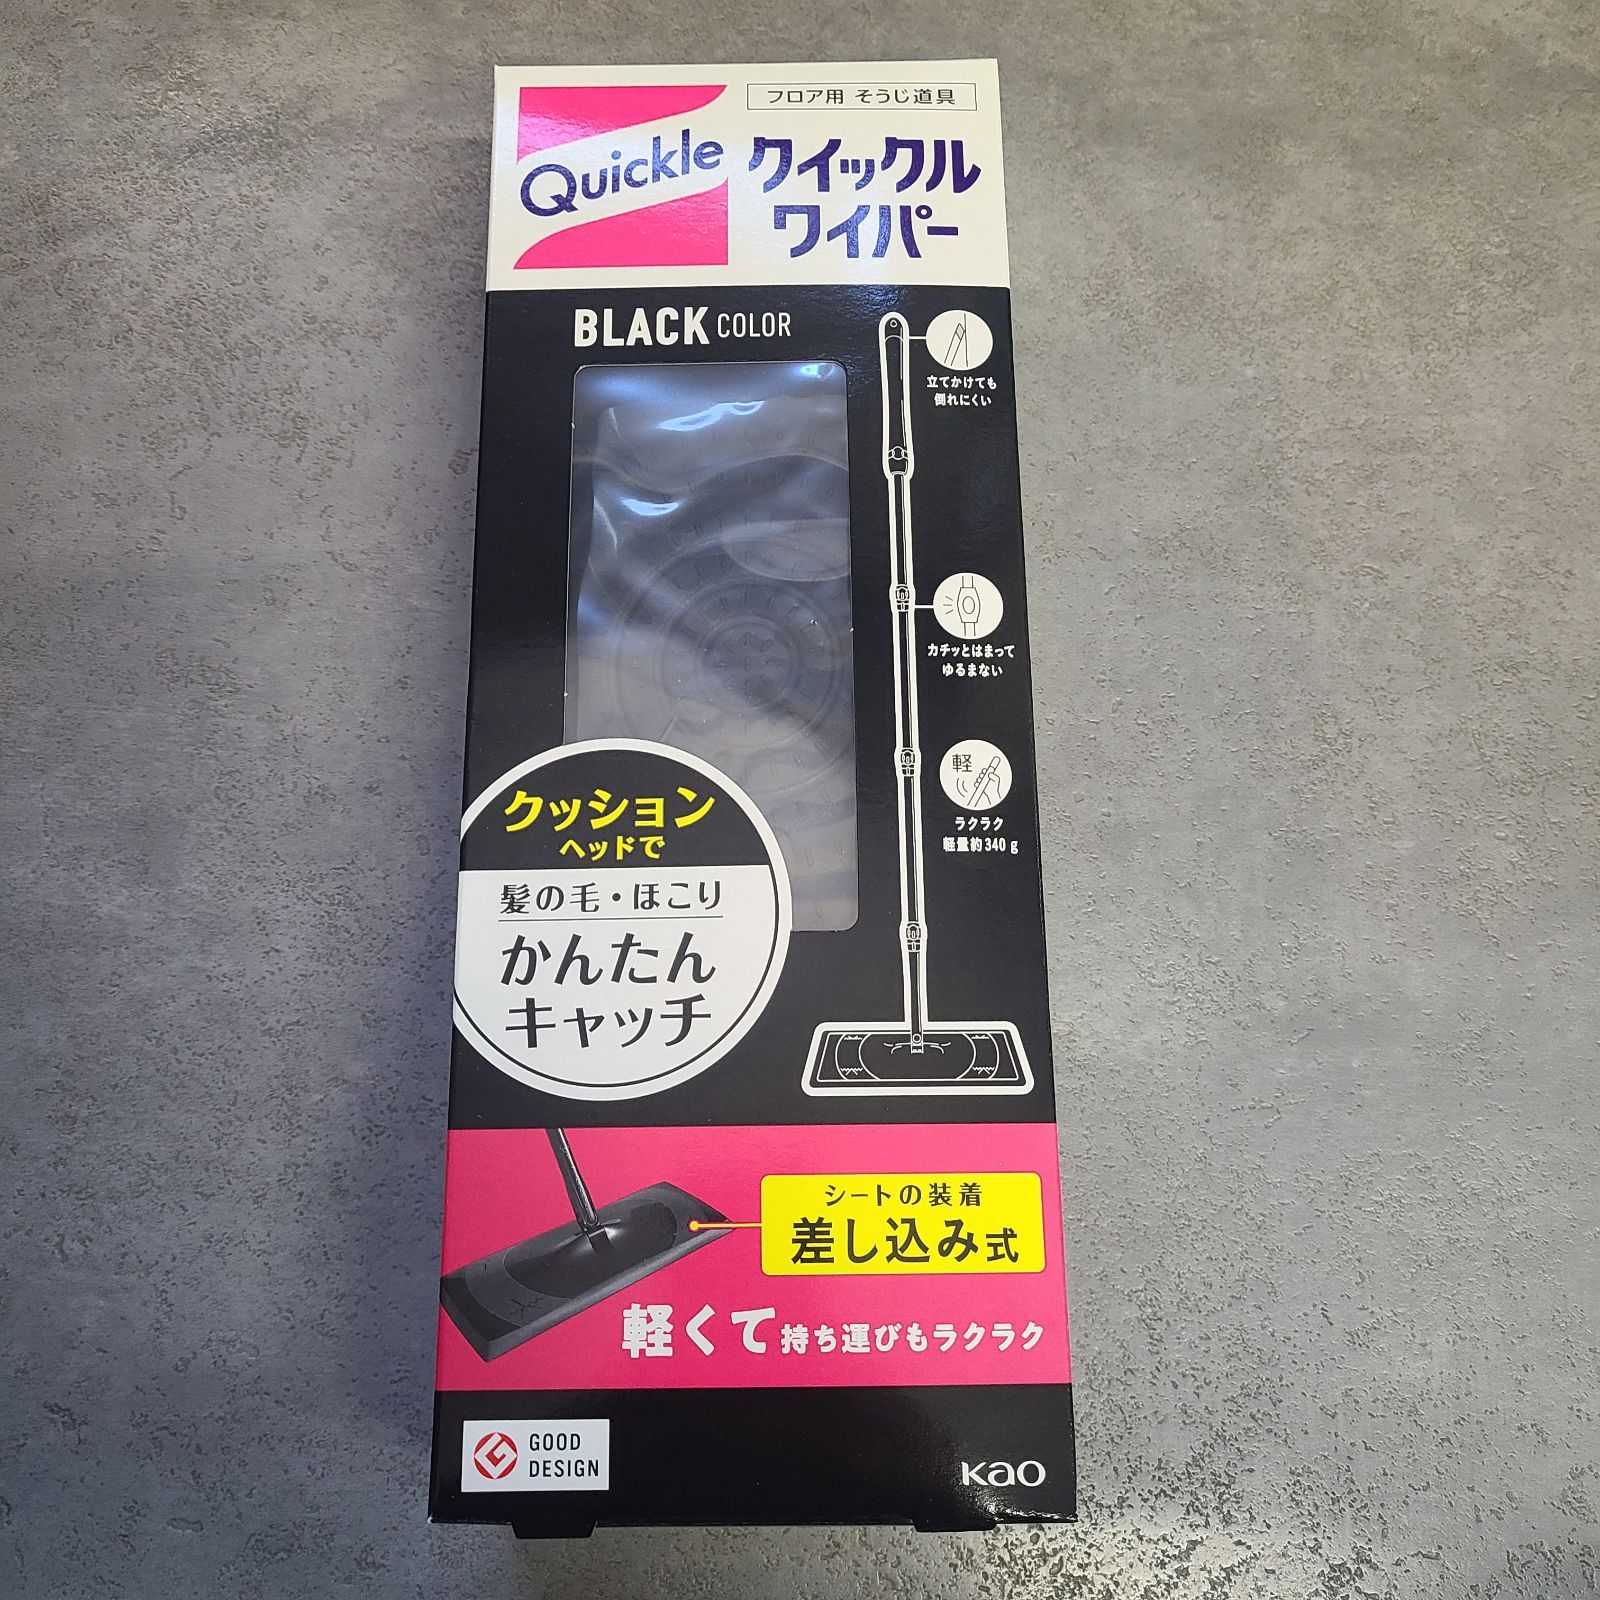 フロア用 そうじ道具
Quickle
クイックル
ワイパー
BLACK COLOR
立てかけても
倒れにくい
カチッとはまって
ゆるまない
軽
ラクラク
軽量約340g
クッション
ヘッドで
髪の毛・ほこり
かんたん
キャッチ
シートの装着
差し込み式
軽くて持ち運びもラクラク
GOOD
DESIGN
Kao